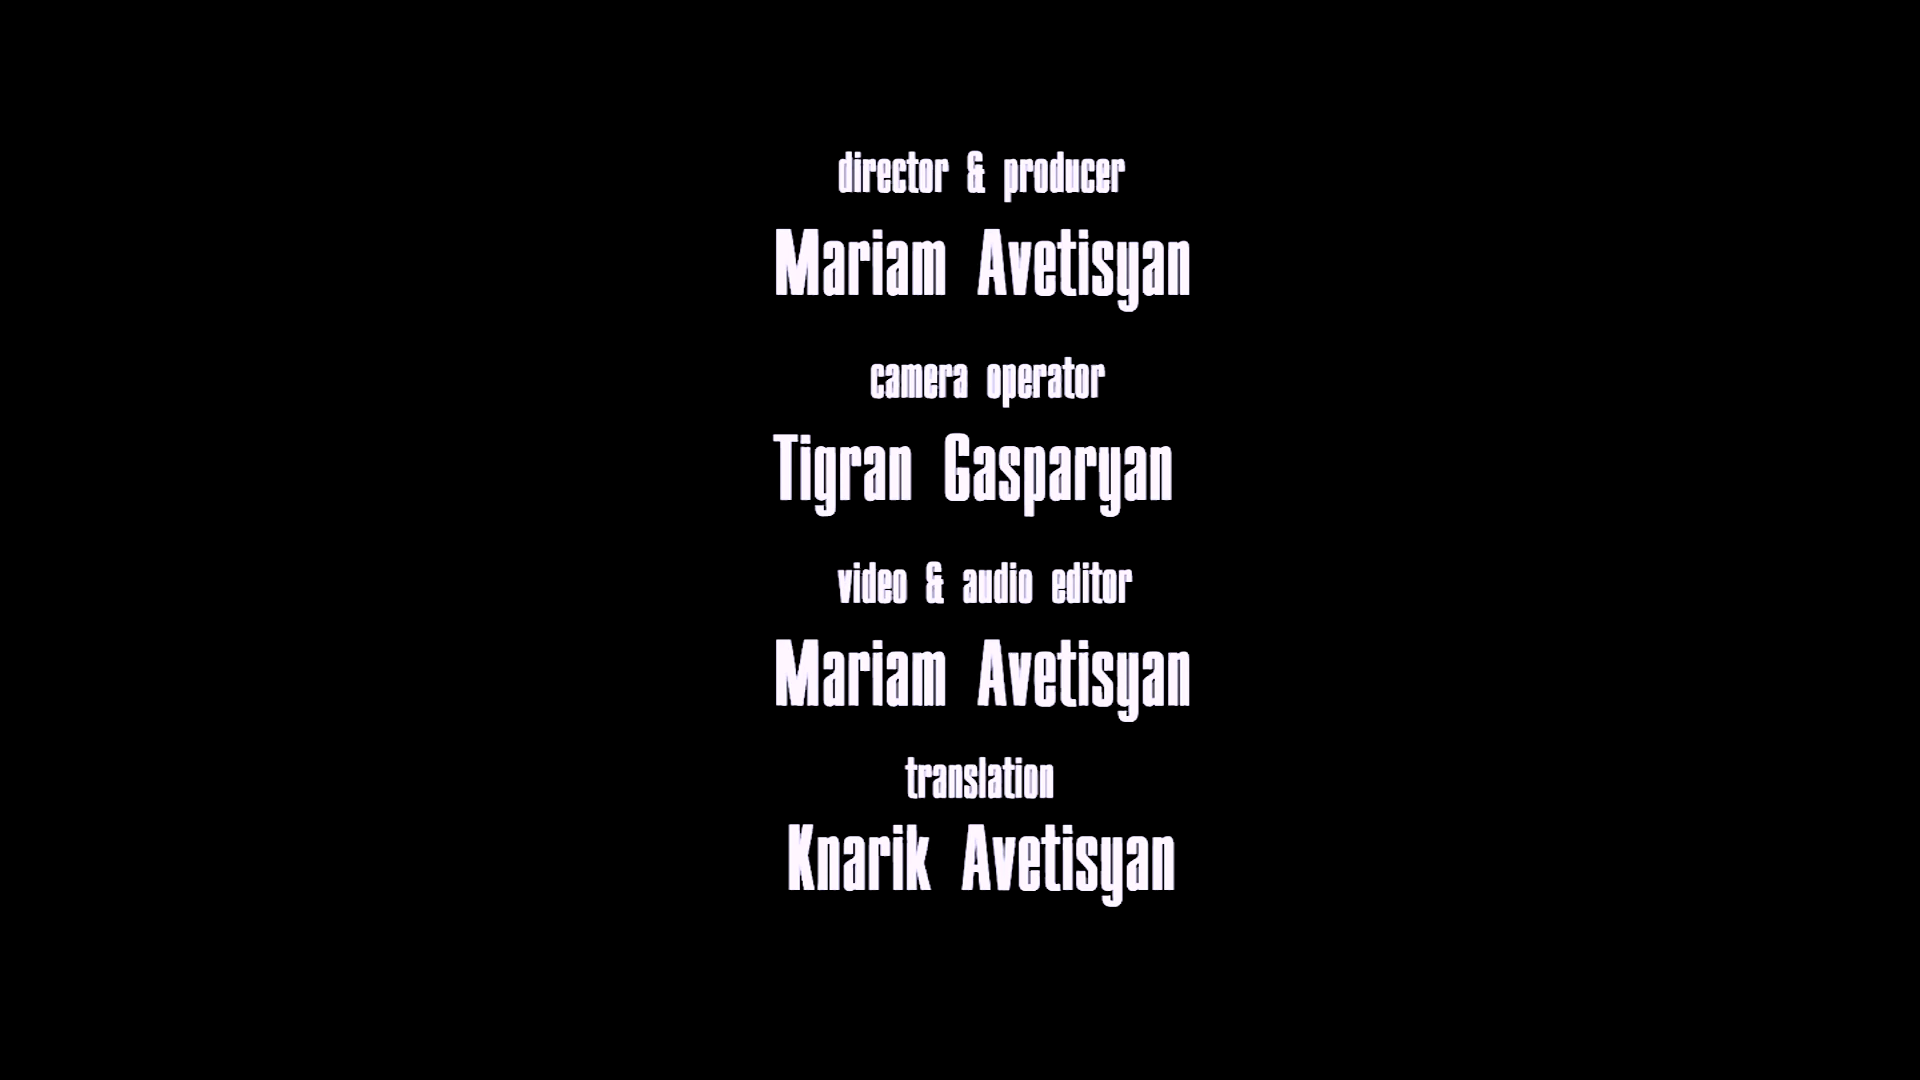 director & producer
Mariam Avetisyan
camera operator
Tigran Gasparyan
video & audio editor
Mariam Avetisyan
translation
Knarik Avetisyan